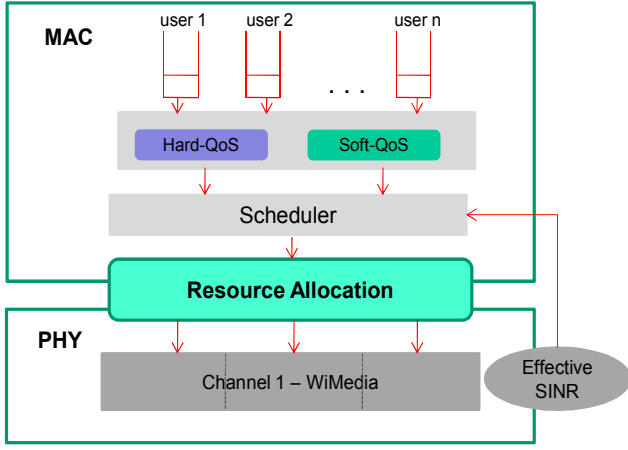 user 1
user 2
user n
MAC
. . .
Hard-QoS
Soft-QoS
Scheduler
Resource Allocation
PHY
Channel 1 – WiMedia
Effective
SINR